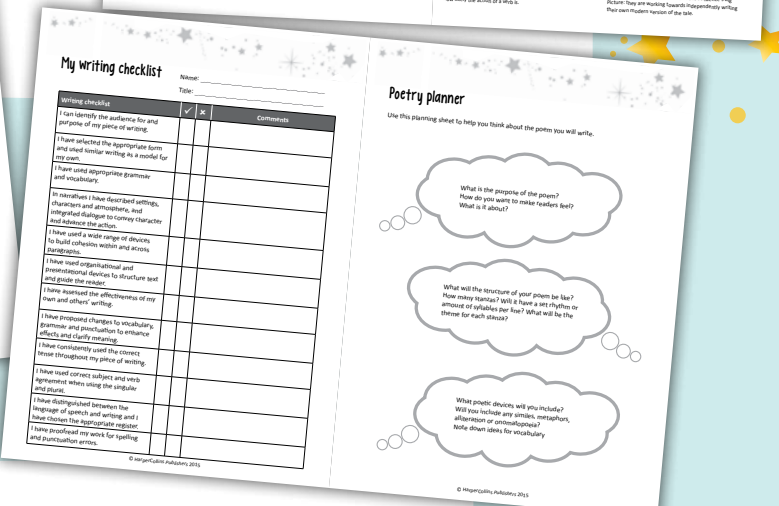 Picture: They are working towards independently writing
their own modern version of the tale.
My writing checklist
Name:
Title:
Writing checklist ✓ × Comments
I can identify the audience for and
purpose of my piece of writing.
I have selected the appropriate form
and used similar writing as a model for
my own.
I have used appropriate grammar
and vocabulary.
In narratives I have described settings,
characters and atmosphere, and
integrated dialogue to convey character
and advance the action.
I have used a wide range of devices
to build cohesion within and across
paragraphs.
I have used organisational and
presentational devices to structure text
and guide the reader.
I have assessed the effectiveness of my
own and others' writing.
I have proposed changes to vocabulary,
grammar and punctuation to enhance
effects and clarify meaning.
I have consistently used the correct
tense throughout my piece of writing.
I have used correct subject and verb
agreement when using the singular
and plural.
I have distinguished between the
language of speech and writing and I
have chosen the appropriate register.
I have proofread my work for spelling
and punctuation errors.
© HarperCollins Publishers 2015
Poetry planner
Use this planning sheet to help you think about the poem you will write.
What is the purpose of the poem?
How do you want to make readers feel?
What is it about?
What will the structure of your poem be like?
How many stanzas? Will it have a set rhythm or
amount of syllables per line? What will be the
theme for each stanza?
What poetic devices will you include?
Will you include any similes, metaphors,
alliteration or onomatopoeia?
Note down ideas for vocabulary
© HarperCollins Publishers 2015